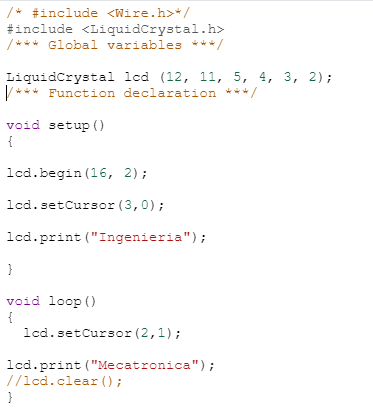 /* #include <Wire.h>*/
#include <LiquidCrystal.h>
/*** Global variables ***/
LiquidCrystal lcd (12, 11, 5, 4, 3, 2);
/*** Function declaration ***/
void setup()
{
lcd.begin(16, 2);
lcd.setCursor(3,0);
lcd.print("Ingenieria");
}
void loop()
{
lcd.setCursor(2,1);
lcd.print("Mecatronica");
//lcd.clear();
}